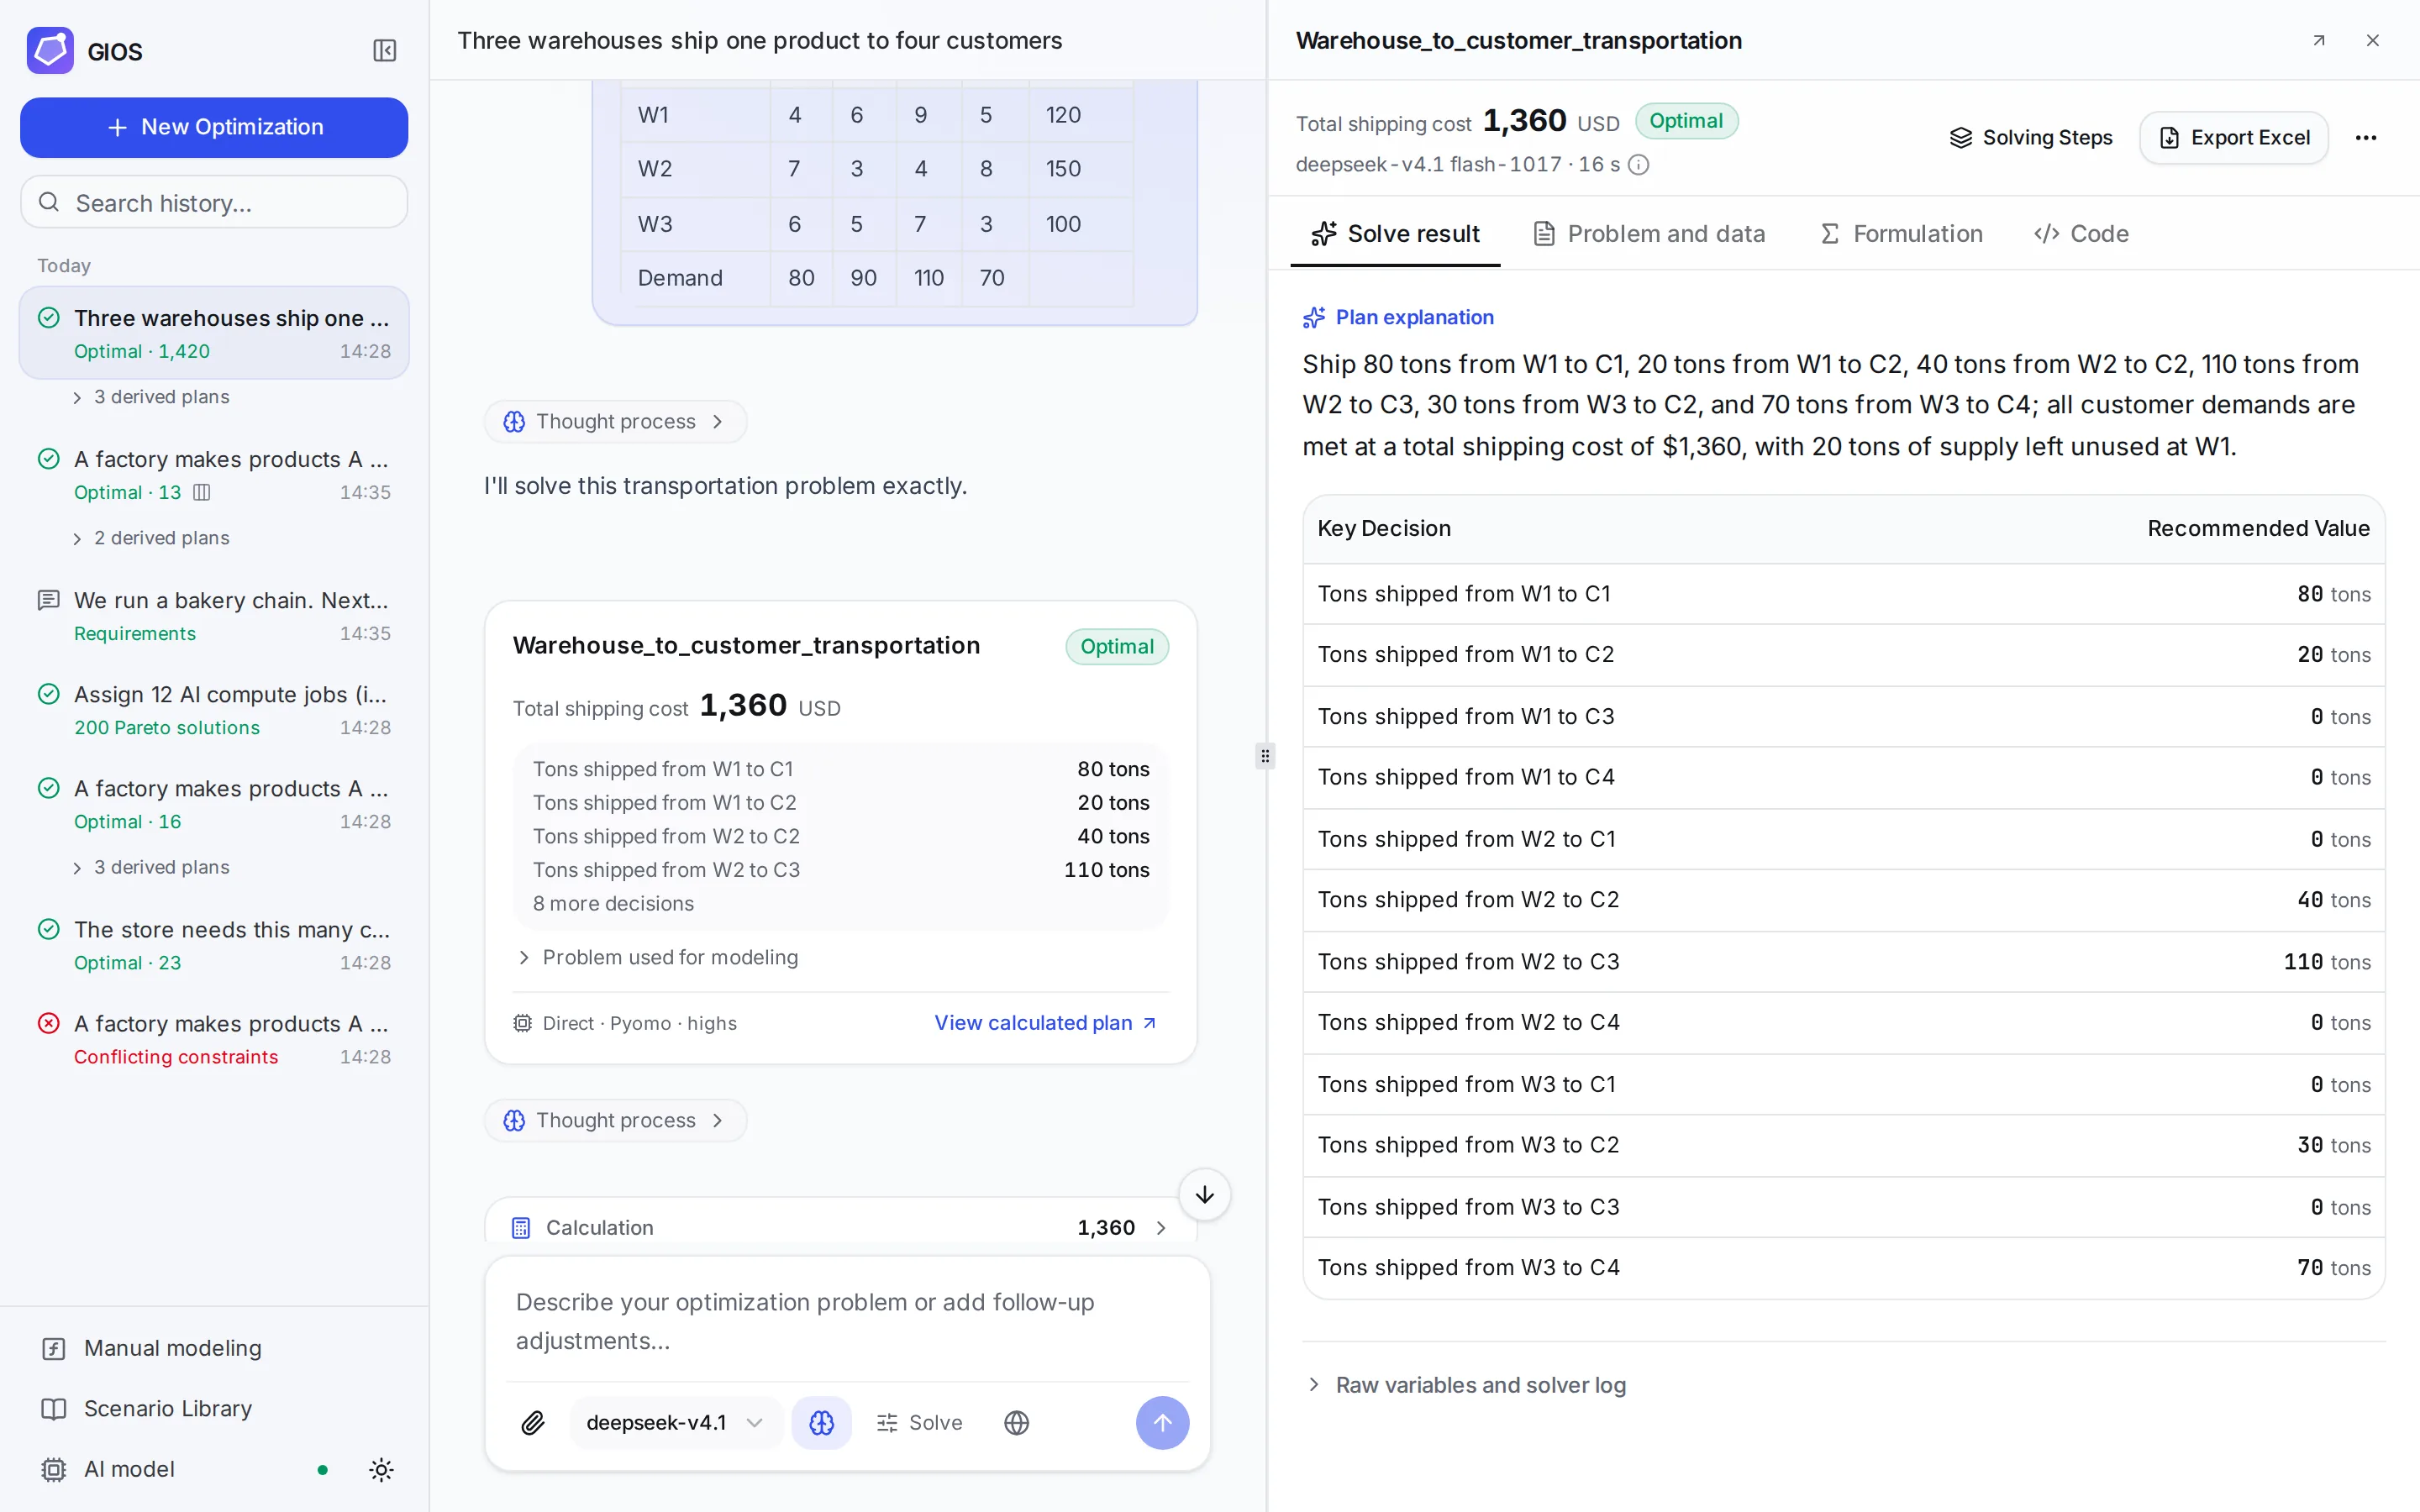 GIOS
New Optimization
Search history...
Today
Three warehouses ship one ...
Optimal · 1,420 14:28
3 derived plans
A factory makes products A ...
Optimal · 13 14:35
2 derived plans
We run a bakery chain. Next...
Requirements 14:35
Assign 12 AI compute jobs (i...
200 Pareto solutions 14:28
A factory makes products A ...
Optimal · 16 14:28
3 derived plans
The store needs this many c...
Optimal · 23 14:28
A factory makes products A ...
Conflicting constraints 14:28
Manual modeling
Scenario Library
AI model
Three warehouses ship one product to four customers
W1 4 6 9 5 120
W2 7 3 4 8 150
W3 6 5 7 3 100
Demand 80 90 110 70
Thought process
I'll solve this transportation problem exactly.
Warehouse_to_customer_transportation Optimal
Total shipping cost 1,360 USD
Tons shipped from W1 to C1 80 tons
Tons shipped from W1 to C2 20 tons
Tons shipped from W2 to C2 40 tons
Tons shipped from W2 to C3 110 tons
8 more decisions
Problem used for modeling
Direct · Pyomo · highs View calculated plan
Thought process
Calculation 1,360
Describe your optimization problem or add follow-up
adjustments...
deepseek-v4.1 Solve
Warehouse_to_customer_transportation
Total shipping cost 1,360 USD Optimal
deepseek-v4.1 flash-1017 · 16 s
Solving Steps Export Excel
Solve result Problem and data Formulation Code
Plan explanation
Ship 80 tons from W1 to C1, 20 tons from W1 to C2, 40 tons from W2 to C2, 110 tons from
W2 to C3, 30 tons from W3 to C2, and 70 tons from W3 to C4; all customer demands are
met at a total shipping cost of $1,360, with 20 tons of supply left unused at W1.
Key Decision Recommended Value
Tons shipped from W1 to C1 80 tons
Tons shipped from W1 to C2 20 tons
Tons shipped from W1 to C3 0 tons
Tons shipped from W1 to C4 0 tons
Tons shipped from W2 to C1 0 tons
Tons shipped from W2 to C2 40 tons
Tons shipped from W2 to C3 110 tons
Tons shipped from W2 to C4 0 tons
Tons shipped from W3 to C1 0 tons
Tons shipped from W3 to C2 30 tons
Tons shipped from W3 to C3 0 tons
Tons shipped from W3 to C4 70 tons
Raw variables and solver log